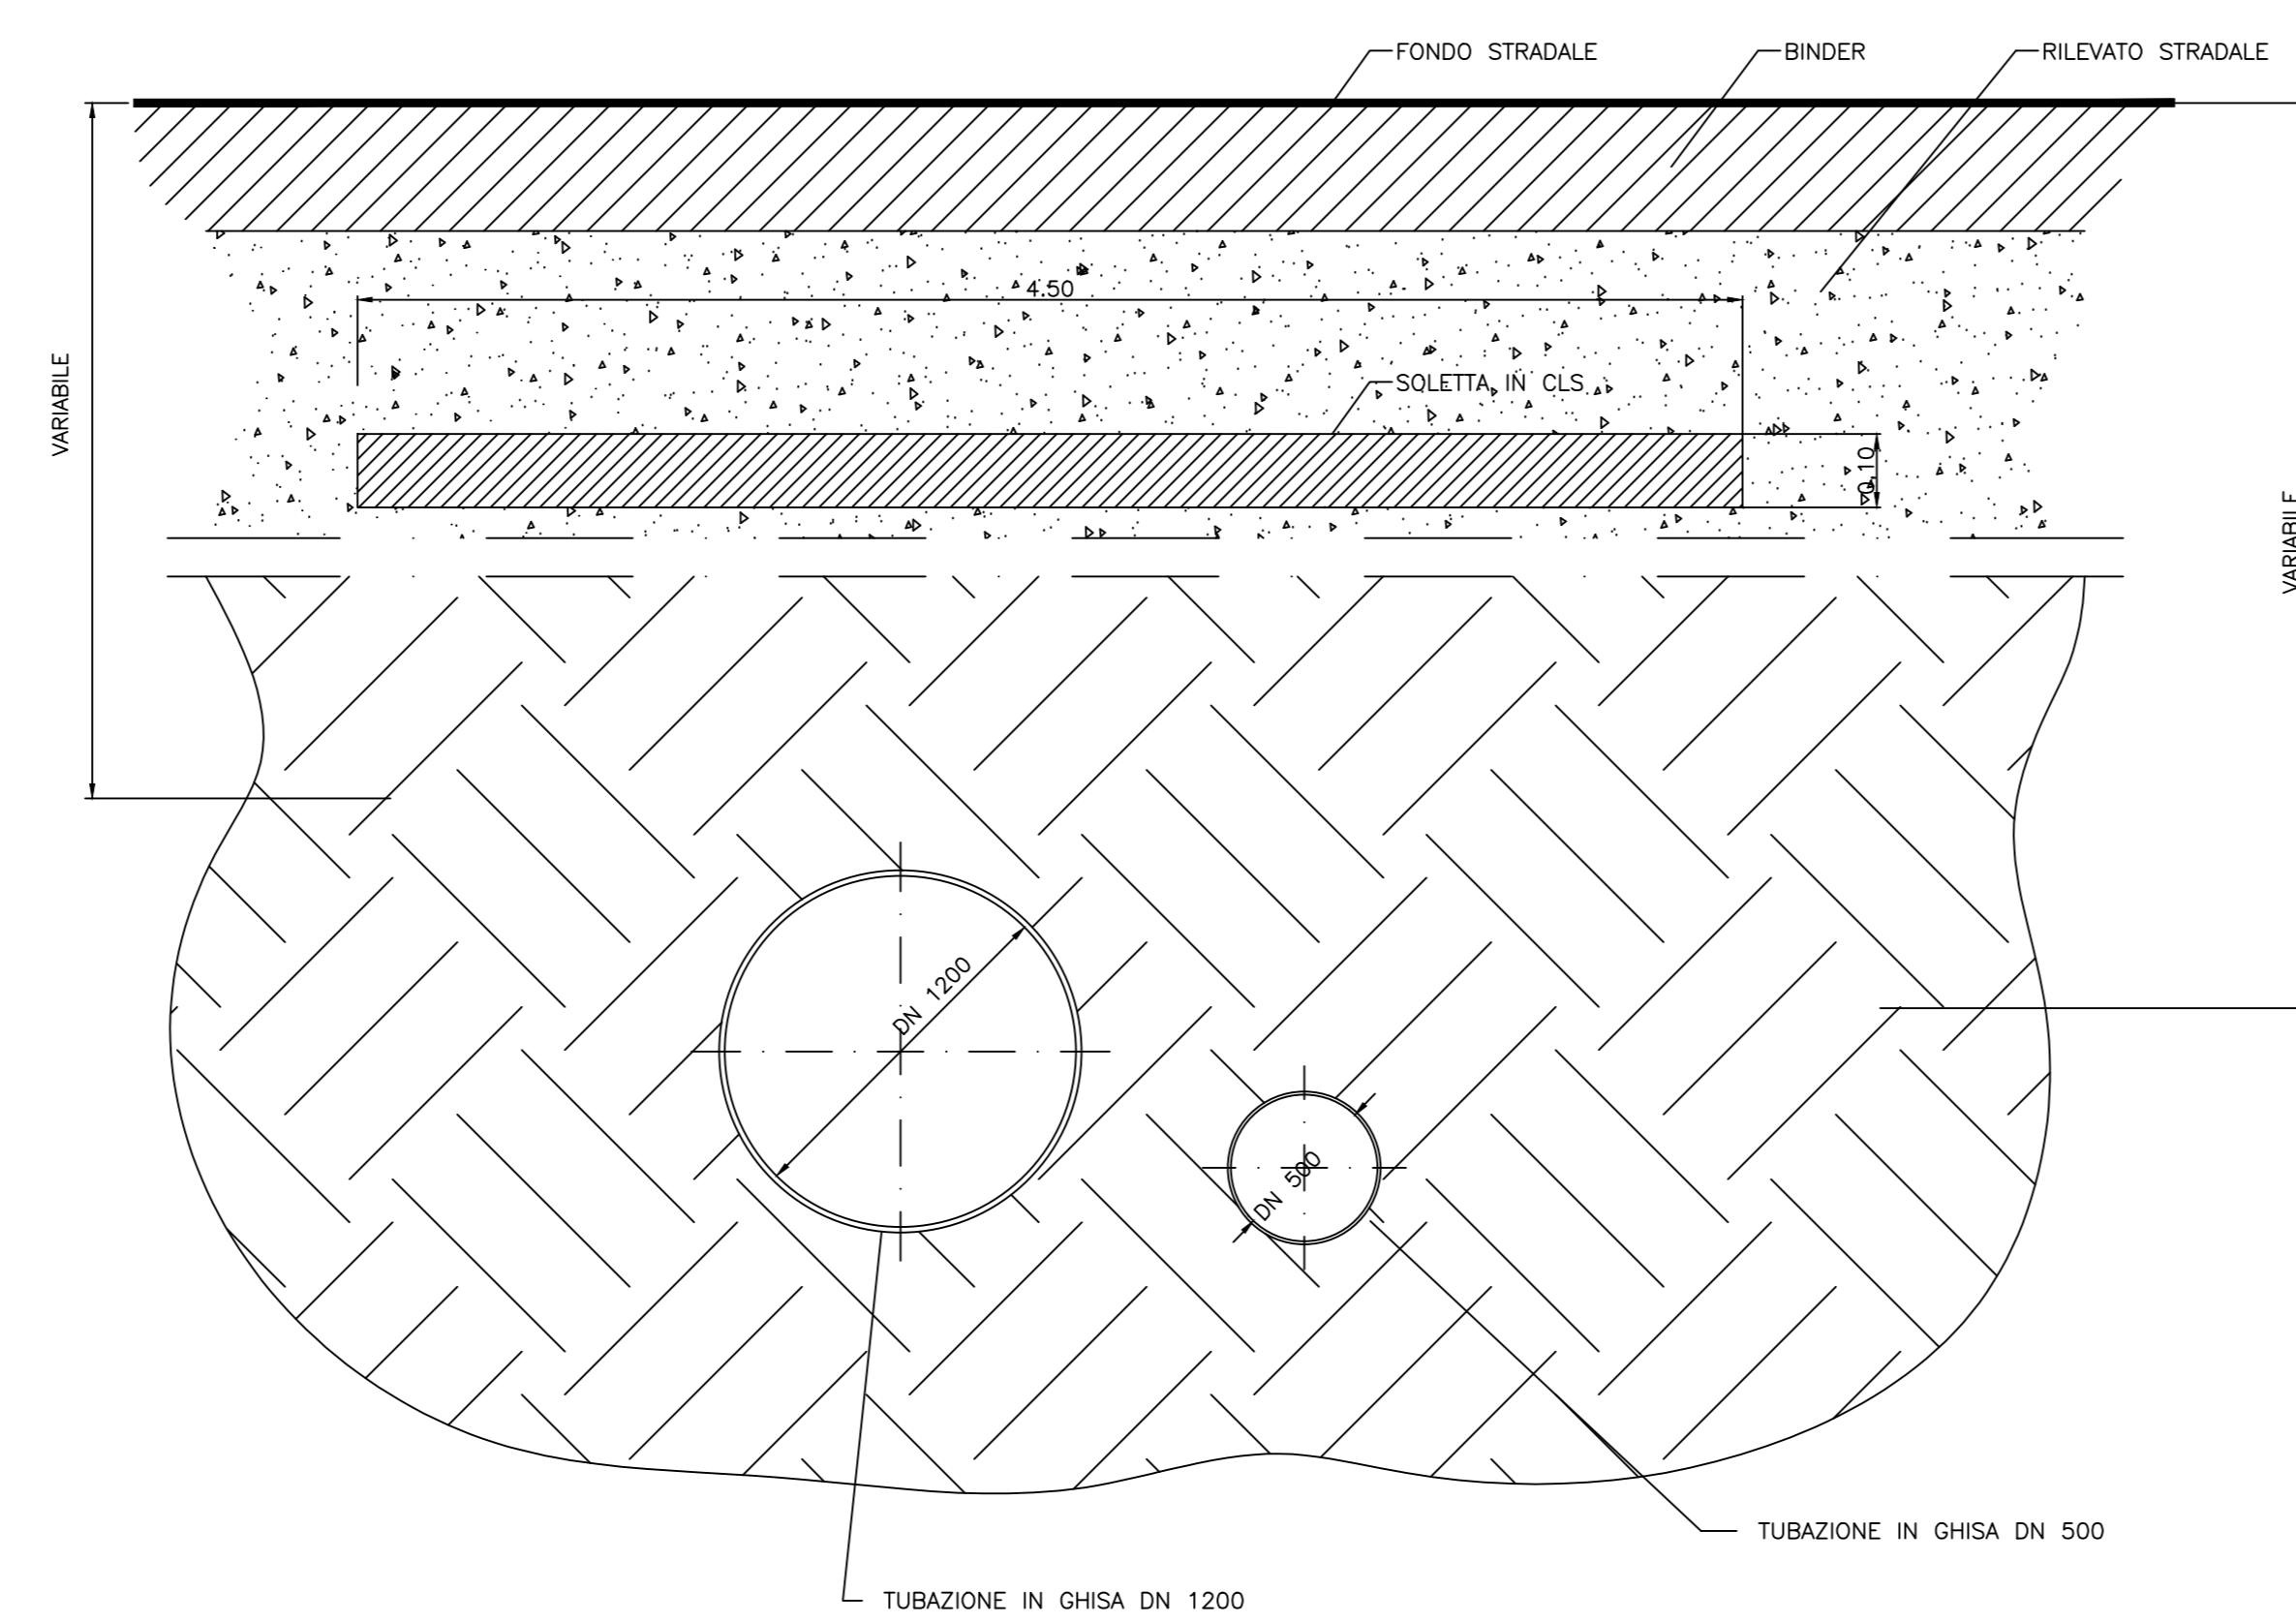 FONDO STRADALE
BINDER
RILEVATO STRADALE
4.50
VARIABILE
SOLETTA IN CLS
0.10
VARIABILE
DN 1200
DN 500
TUBAZIONE IN GHISA DN 500
TUBAZIONE IN GHISA DN 1200